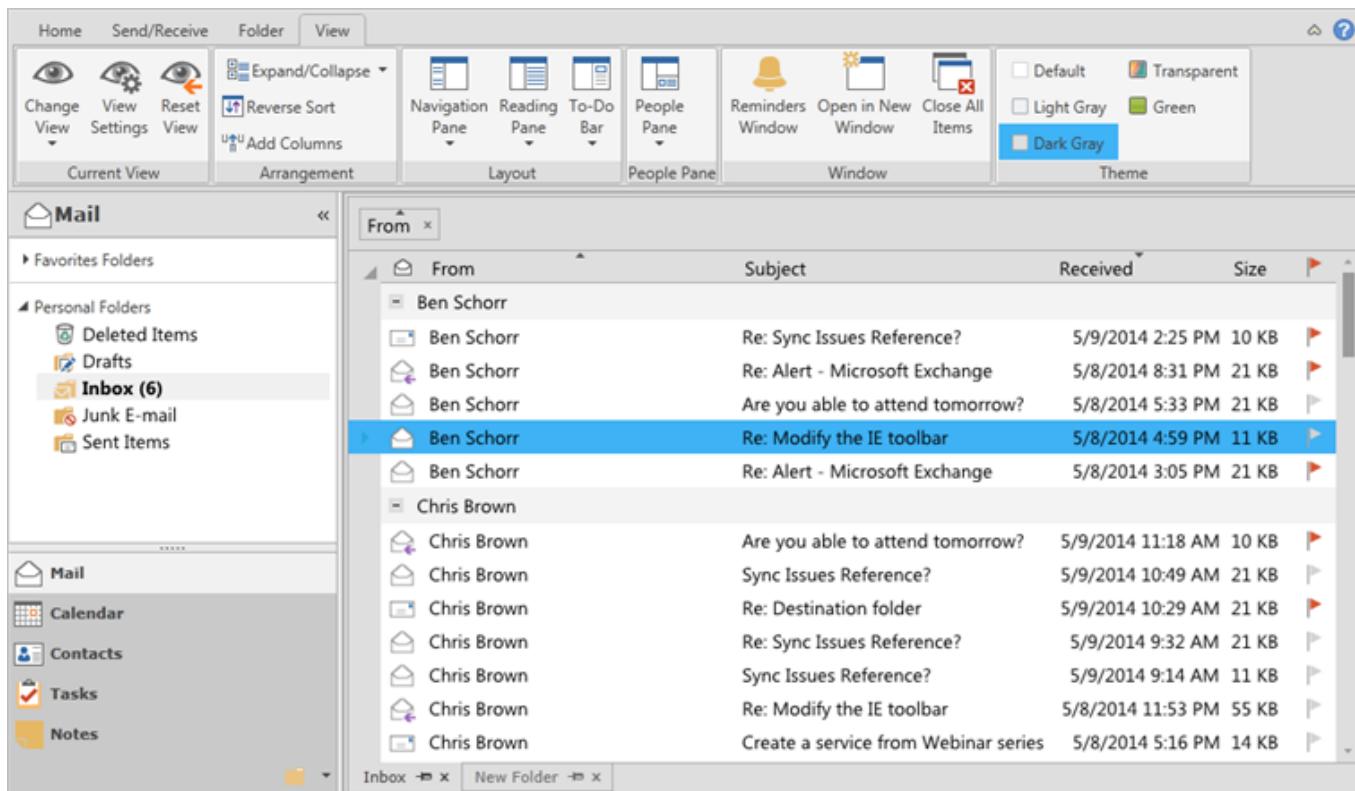 Home Send/Receive Folder View
Change View
View Settings
Reset View
Current View
Expand/Collapse
Reverse Sort
Add Columns
Arrangement
Navigation Pane
Reading Pane
To-Do Bar
Layout
People Pane
People Pane
Reminders Window
Open in New Window
Close All Items
Window
Default
Light Gray
Dark Gray
Transparent
Green
Theme
Mail «
Favorites Folders
Personal Folders
Deleted Items
Drafts
Inbox (6)
Junk E-mail
Sent Items
Mail
Calendar
Contacts
Tasks
Notes
From ×
From Subject Received Size
Ben Schorr
Ben Schorr Re: Sync Issues Reference? 5/9/2014 2:25 PM 10 KB
Ben Schorr Re: Alert - Microsoft Exchange 5/8/2014 8:31 PM 21 KB
Ben Schorr Are you able to attend tomorrow? 5/8/2014 5:33 PM 21 KB
Ben Schorr Re: Modify the IE toolbar 5/8/2014 4:59 PM 11 KB
Ben Schorr Re: Alert - Microsoft Exchange 5/8/2014 3:05 PM 21 KB
Chris Brown
Chris Brown Are you able to attend tomorrow? 5/9/2014 11:18 AM 10 KB
Chris Brown Sync Issues Reference? 5/9/2014 10:49 AM 21 KB
Chris Brown Re: Destination folder 5/9/2014 10:29 AM 21 KB
Chris Brown Re: Sync Issues Reference? 5/9/2014 9:32 AM 21 KB
Chris Brown Sync Issues Reference? 5/9/2014 9:14 AM 11 KB
Chris Brown Re: Modify the IE toolbar 5/8/2014 11:53 PM 55 KB
Chris Brown Create a service from Webinar series 5/8/2014 5:16 PM 14 KB
Inbox × New Folder ×